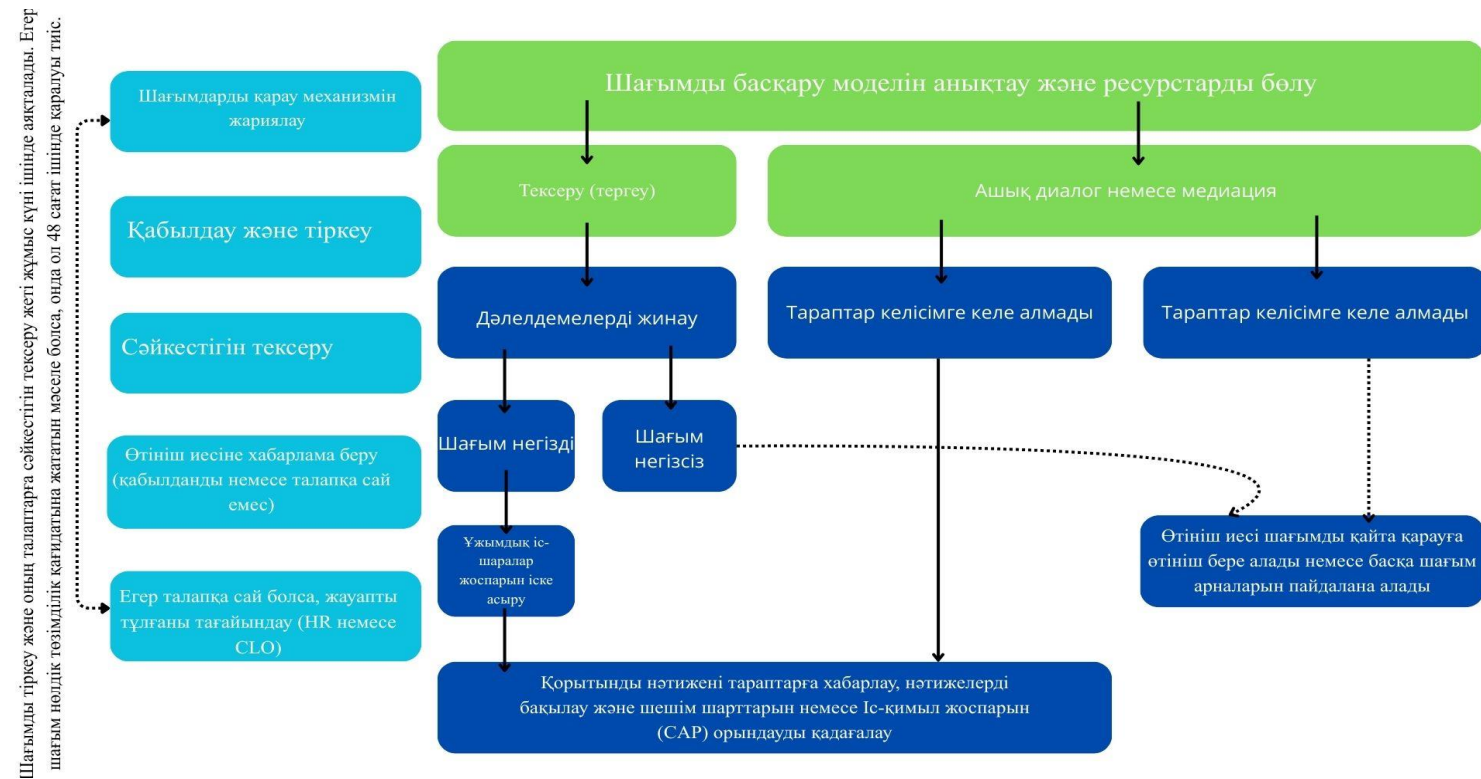 Шағымды тіркеу және оның талаптарға сәйкестігін тексеру жеті жұмыс күні ішінде аяқталады. Егер
шағым нөлдік төзімділік қағидатына жататын мәселе болса, онда ол 48 сағат ішінде қаралуы тиіс.
Шағымдарды қарау механизмін
жариялау
Қабылдау және тіркеу
Сәйкестігін тексеру
Өтініш иесіне хабарлама беру
(қабылданды немесе талапқа сай
емес)
Егер талапқа сай болса, жауапты
тұлғаны тағайындау (HR немесе
CLO)
Шағымды басқару моделін анықтау және ресурстарды бөлу
Тексеру (тергеу)
Ашық диалог немесе медиация
Дәлелдемелерді жинау
Тараптар келісімге келе алмады
Тараптар келісімге келе алмады
Шағым негізді
Шағым
негізсіз
Ұжымдық іс-
шаралар
жоспарын іске
асыру
Өтініш иесі шағымды қайта қарауға
өтініш бере алады немесе басқа шағым
арналарын пайдалана алады
Қорытынды нәтижені тараптарға хабарлау, нәтижелерді
бақылау және шешім шарттарын немесе Іс-қимыл жоспарын
(CAP) орындауды қадағалау